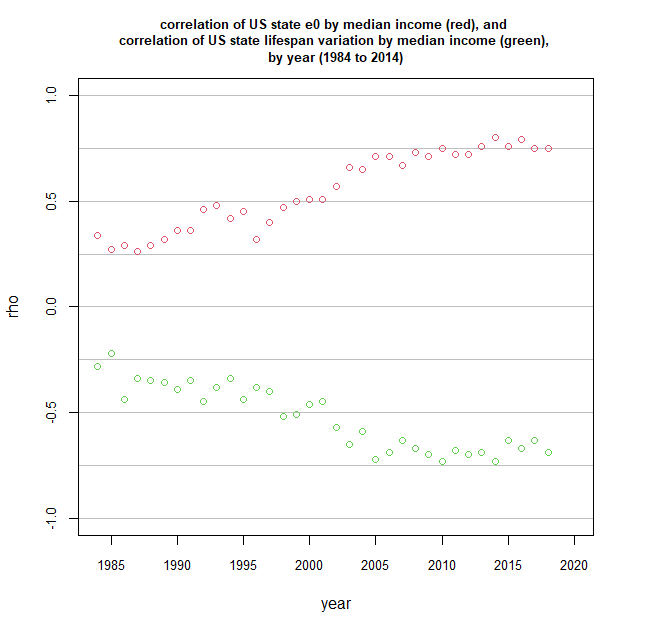 correlation of US state e0 by median income (red), and
correlation of US state lifespan variation by median income (green),
by year (1984 to 2014)
1.0
0.5
0.0
-0.5
-1.0
rho
1985 1990 1995 2000 2005 2010 2015 2020
year